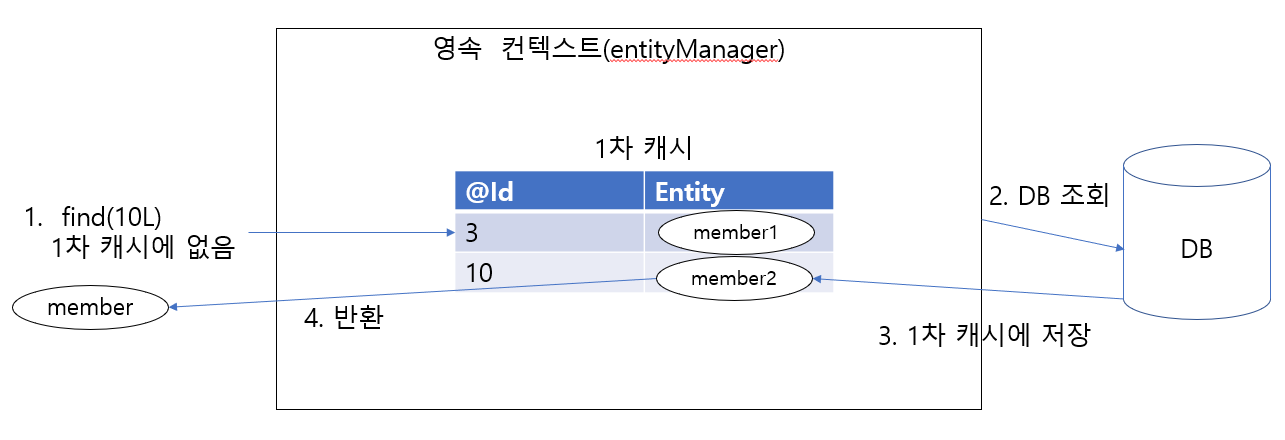 영속 컨텍스트(entityManager)
1차 캐시
@Id Entity
3 member1
10 member2
1. find(10L)
1차 캐시에 없음
member
2. DB 조회
DB
3. 1차 캐시에 저장
4. 반환